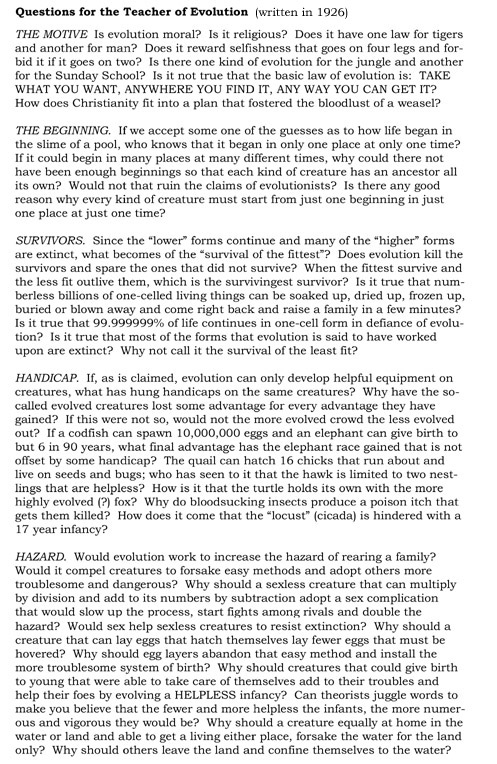 Questions for the Teacher of Evolution (written in 1926)
THE MOTIVE Is evolution moral? Is it religious? Does it have one law for tigers
and another for man? Does it reward selfishness that goes on four legs and for-
bid it if it goes on two? Is there one kind of evolution for the jungle and another
for the Sunday School? Is it not true that the basic law of evolution is: TAKE
WHAT YOU WANT, ANYWHERE YOU FIND IT, ANY WAY YOU CAN GET IT?
How does Christianity fit into a plan that fostered the bloodlust of a weasel?
THE BEGINNING. If we accept some one of the guesses as to how life began in
the slime of a pool, who knows that it began in only one place at only one time?
If it could begin in many places at many different times, why could there not
have been enough beginnings so that each kind of creature has an ancestor all
its own? Would not that ruin the claims of evolutionists? Is there any good
reason why every kind of creature must start from just one beginning in just
one place at just one time?
SURVIVORS. Since the “lower” forms continue and many of the “higher” forms
are extinct, what becomes of the “survival of the fittest”? Does evolution kill the
survivors and spare the ones that did not survive? When the fittest survive and
the less fit outlive them, which is the survivingest survivor? Is it true that num-
berless billions of one-celled living things can be soaked up, dried up, frozen up,
buried or blown away and come right back and raise a family in a few minutes?
Is it true that 99.999999% of life continues in one-cell form in defiance of evolu-
tion? Is it true that most of the forms that evolution is said to have worked
upon are extinct? Why not call it the survival of the least fit?
HANDICAP. If, as is claimed, evolution can only develop helpful equipment on
creatures, what has hung handicaps on the same creatures? Why have the so-
called evolved creatures lost some advantage for every advantage they have
gained? If this were not so, would not the more evolved crowd the less evolved
out? If a codfish can spawn 10,000,000 eggs and an elephant can give birth to
but 6 in 90 years, what final advantage has the elephant race gained that is not
offset by some handicap? The quail can hatch 16 chicks that run about and
live on seeds and bugs; who has seen to it that the hawk is limited to two nest-
lings that are helpless? How is it that the turtle holds its own with the more
highly evolved (?) fox? Why do bloodsucking insects produce a poison itch that
gets them killed? How does it come that the “locust” (cicada) is hindered with a
17 year infancy?
HAZARD. Would evolution work to increase the hazard of rearing a family?
Would it compel creatures to forsake easy methods and adopt others more
troublesome and dangerous? Why should a sexless creature that can multiply
by division and add to its numbers by subtraction adopt a sex complication
that would slow up the process, start fights among rivals and double the
hazard? Would sex help sexless creatures to resist extinction? Why should a
creature that can lay eggs that hatch themselves lay fewer eggs that must be
hovered? Why should egg layers abandon that easy method and install the
more troublesome system of birth? Why should creatures that could give birth
to young that were able to take care of themselves add to their troubles and
help their foes by evolving a HELPLESS infancy? Can theorists juggle words to
make you believe that the fewer and more helpless the infants, the more numer-
ous and vigorous they would be? Why should a creature equally at home in the
water or land and able to get a living either place, forsake the water for the land
only? Why should others leave the land and confine themselves to the water?